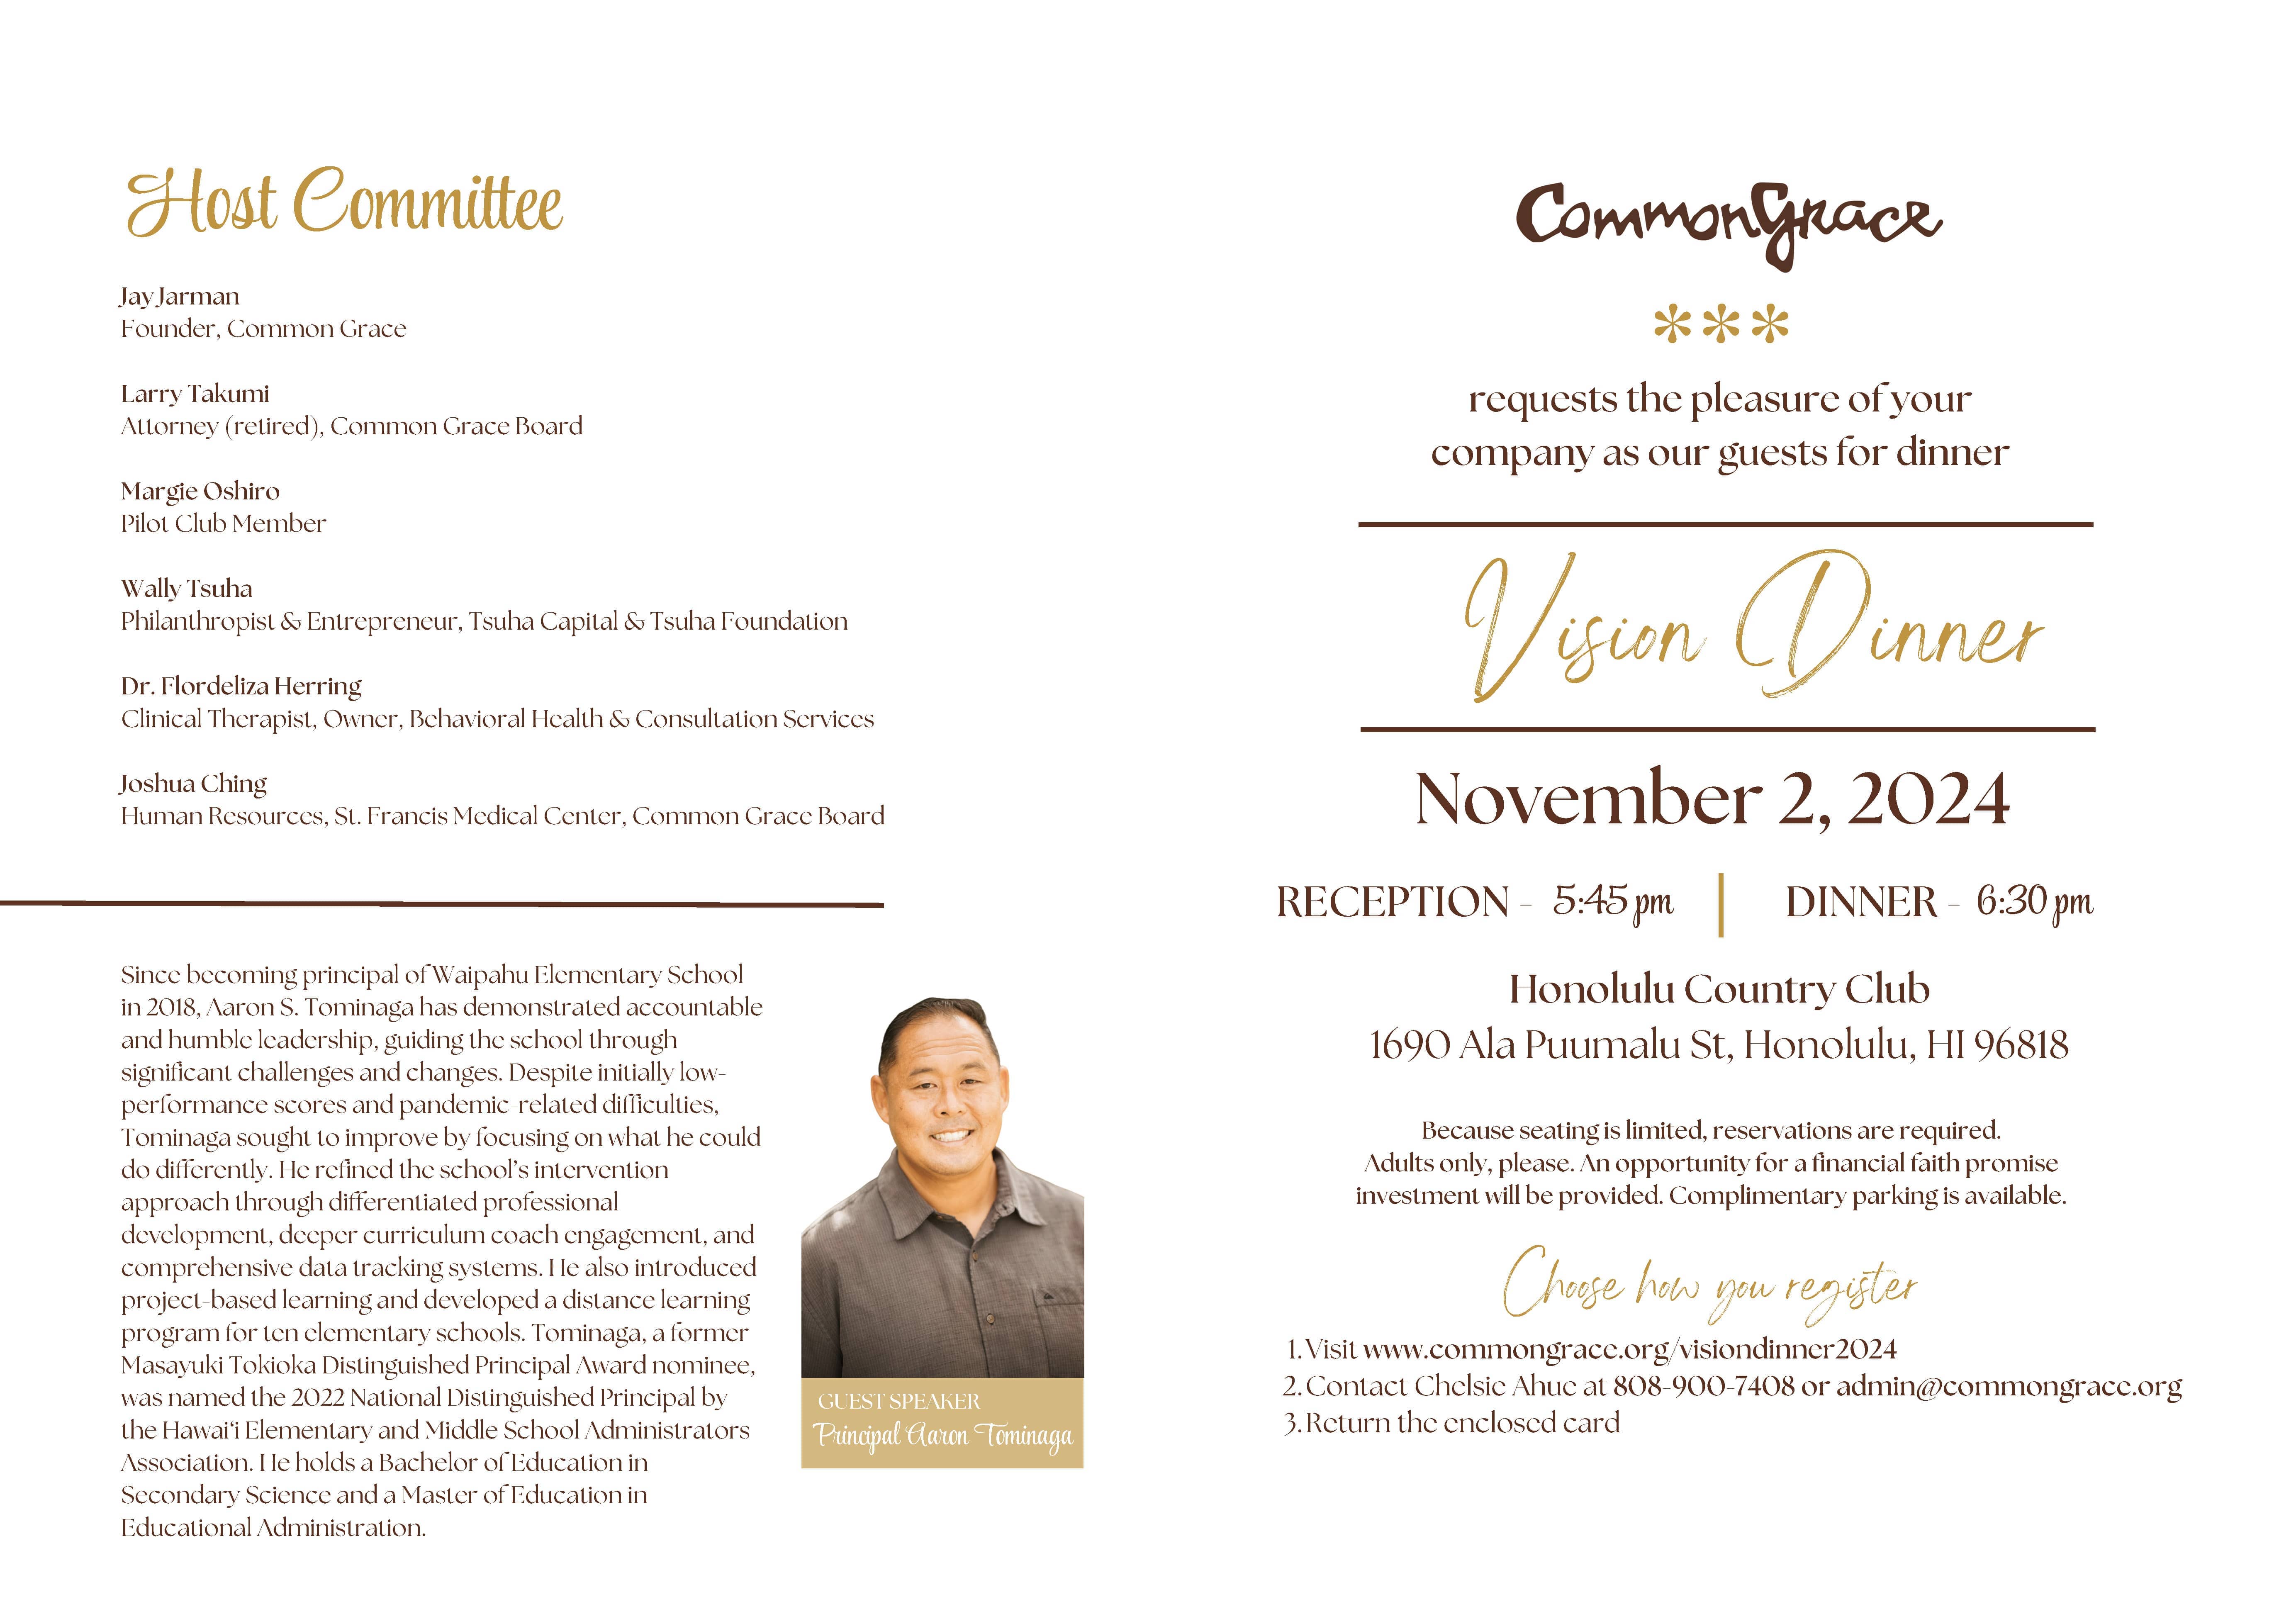 Host Committee
Jay Jarman
Founder, Common Grace
Larry Takumi
Attorney (retired), Common Grace Board
Margie Oshiro
Pilot Club Member
Wally Tsuha
Philanthropist & Entrepreneur, Tsuha Capital & Tsuha Foundation
Dr. Flordeliza Herring
Clinical Therapist, Owner, Behavioral Health & Consultation Services
Joshua Ching
Human Resources, St. Francis Medical Center, Common Grace Board
Since becoming principal of Waipahu Elementary School
in 2018, Aaron S. Tominaga has demonstrated accountable
and humble leadership, guiding the school through
significant challenges and changes. Despite initially low-
performance scores and pandemic-related difficulties,
Tominaga sought to improve by focusing on what he could
do differently. He refined the school’s intervention
approach through differentiated professional
development, deeper curriculum coach engagement, and
comprehensive data tracking systems. He also introduced
project-based learning and developed a distance learning
program for ten elementary schools. Tominaga, a former
Masayuki Tokioka Distinguished Principal Award nominee,
was named the 2022 National Distinguished Principal by
the Hawai‘i Elementary and Middle School Administrators
Association. He holds a Bachelor of Education in
Secondary Science and a Master of Education in
Educational Administration.
GUEST SPEAKER
Principal Aaron Tominaga
CommonGrace
***
requests the pleasure of your
company as our guests for dinner
Vision Dinner
November 2, 2024
RECEPTION - 5:45 pm | DINNER - 6:30 pm
Honolulu Country Club
1690 Ala Puumalu St, Honolulu, HI 96818
Because seating is limited, reservations are required.
Adults only, please. An opportunity for a financial faith promise
investment will be provided. Complimentary parking is available.
Choose how you register
1. Visit www.commongrace.org/visiondinner2024
2. Contact Chelsie Ahue at 808-900-7408 or admin@commongrace.org
3. Return the enclosed card